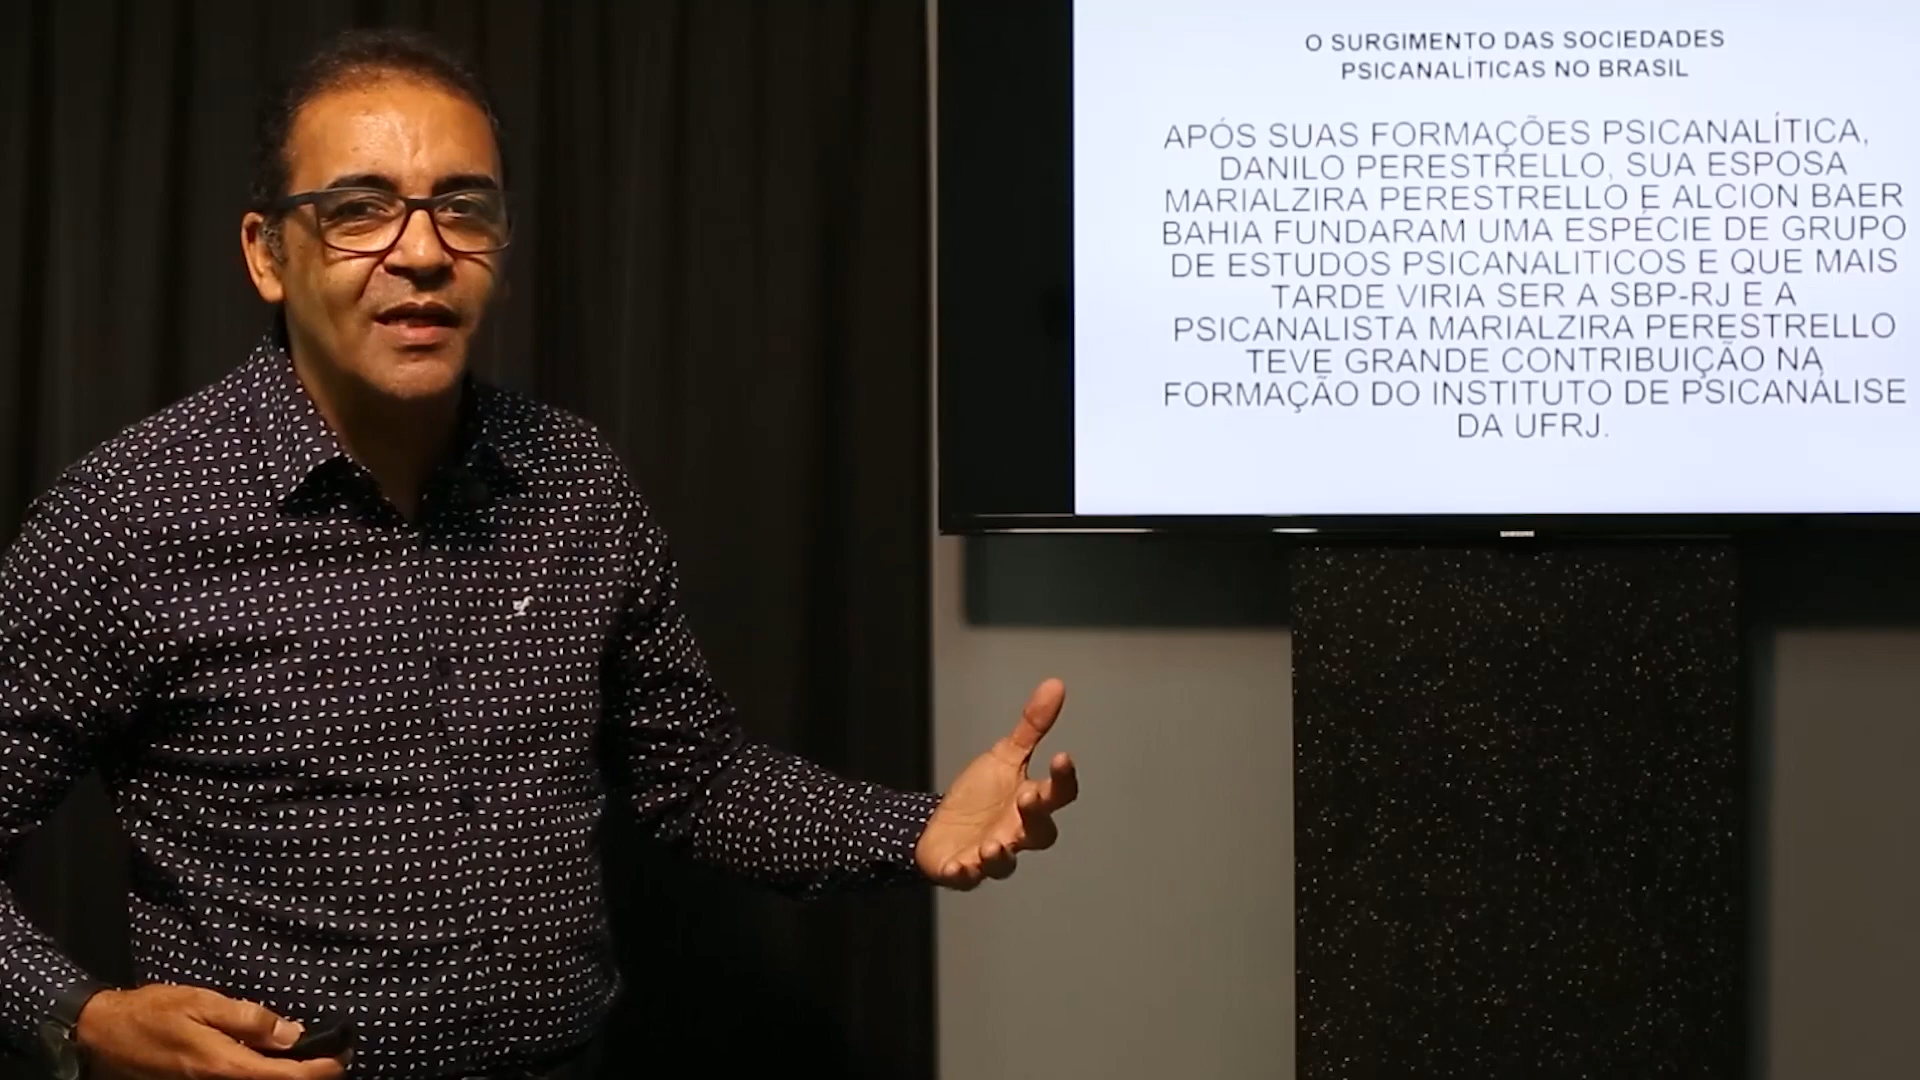 O SURGIMENTO DAS SOCIEDADES
PSICANALÍTICAS NO BRASIL
APÓS SUAS FORMAÇÕES PSICANALÍTICA,
DANILO PERESTRELLO, SUA ESPOSA
MARIALZIRA PERESTRELLO E ALCION BAER
BAHIA FUNDARAM UMA ESPÉCIE DE GRUPO
DE ESTUDOS PSICANALITICOS E QUE MAIS
TARDE VIRIA SER A SBP-RJ E A
PSICANALISTA MARIALZIRA PERESTRELLO
TEVE GRANDE CONTRIBUIÇÃO NA
FORMAÇÃO DO INSTITUTO DE PSICANÁLISE
DA UFRJ.
SAMSUNG